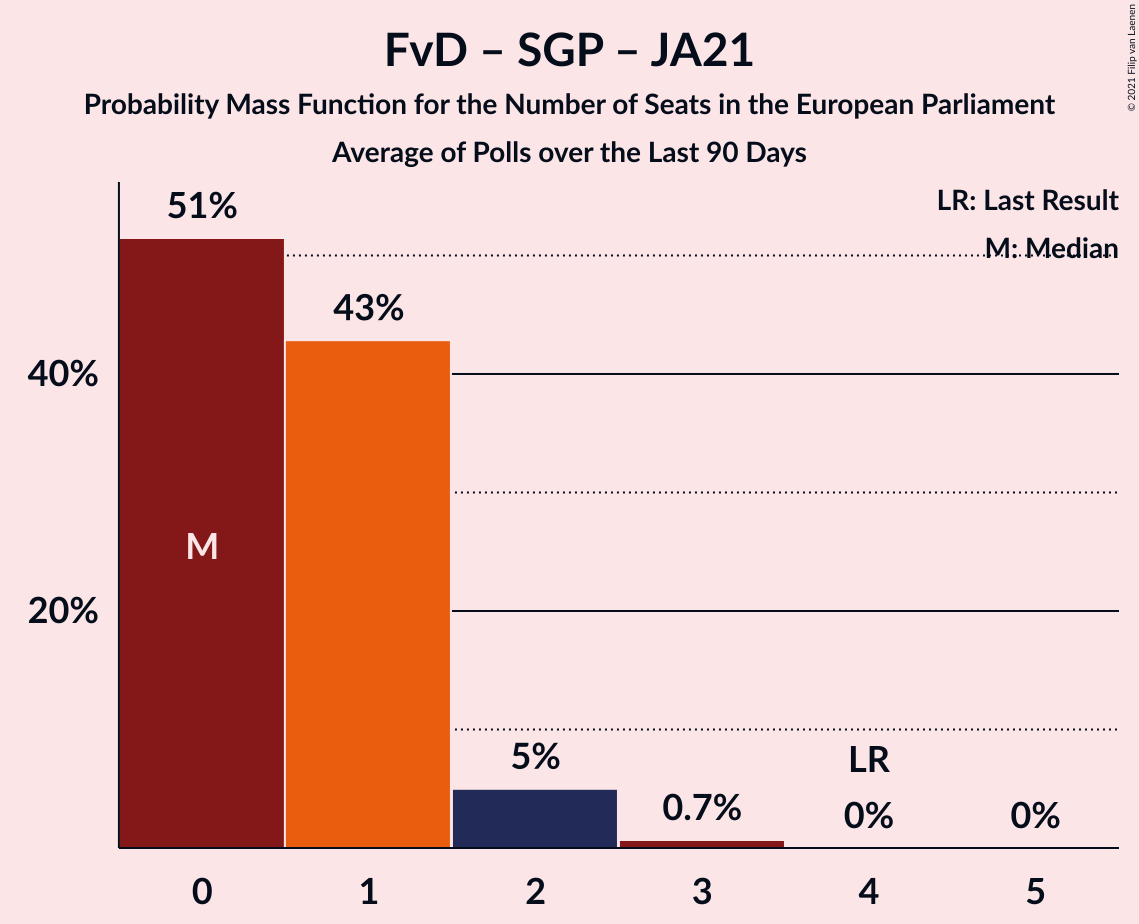 FvD – SGP – JA21
Probability Mass Function for the Number of Seats in the European Parliament
Average of Polls over the Last 90 Days
© 2021 Filip van Laenen
LR: Last Result
M: Median
51%
43%
40%
M
20%
5%
0.7%
LR
0%
0%
0 1 2 3 4 5